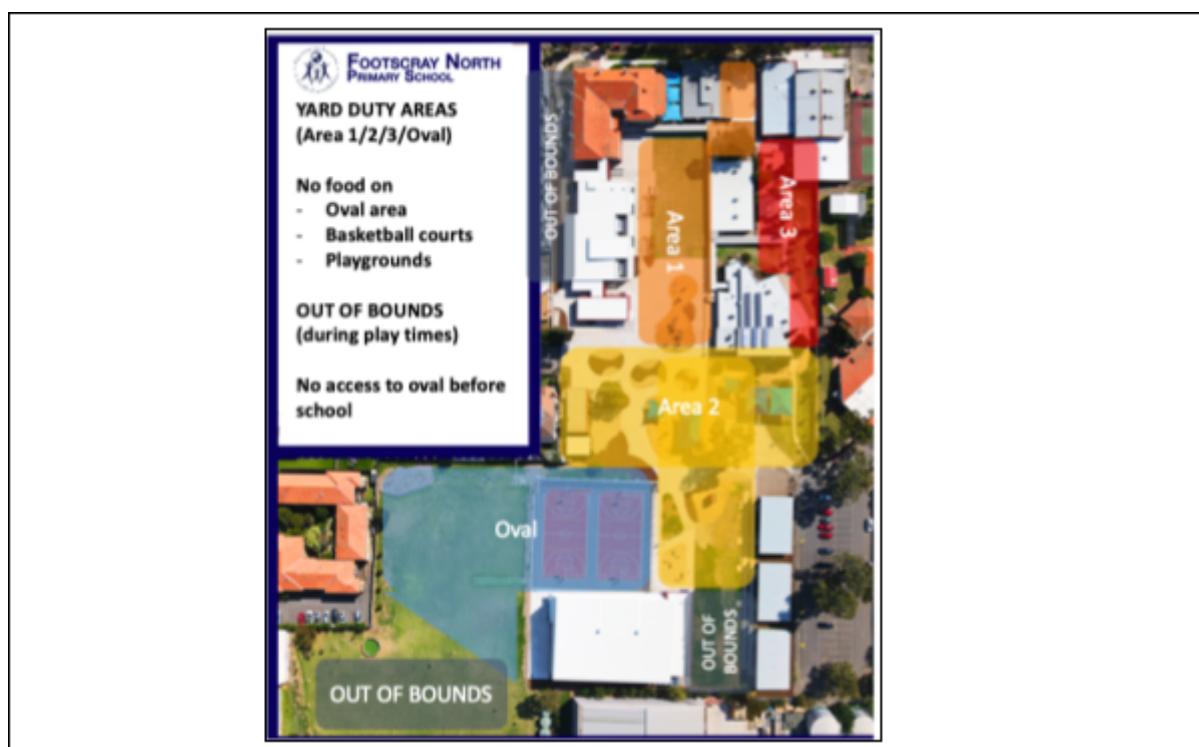 FOOTSCRAY NORTH
PRIMARY SCHOOL
YARD DUTY AREAS
(Area 1/2/3/Oval)
No food on
- Oval area
- Basketball courts
- Playgrounds
OUT OF BOUNDS
(during play times)
No access to oval before
school
OUT OF BOUNDS
Area 1
Area 3
Area 2
Oval
OUT OF
BOUNDS
OUT OF BOUNDS